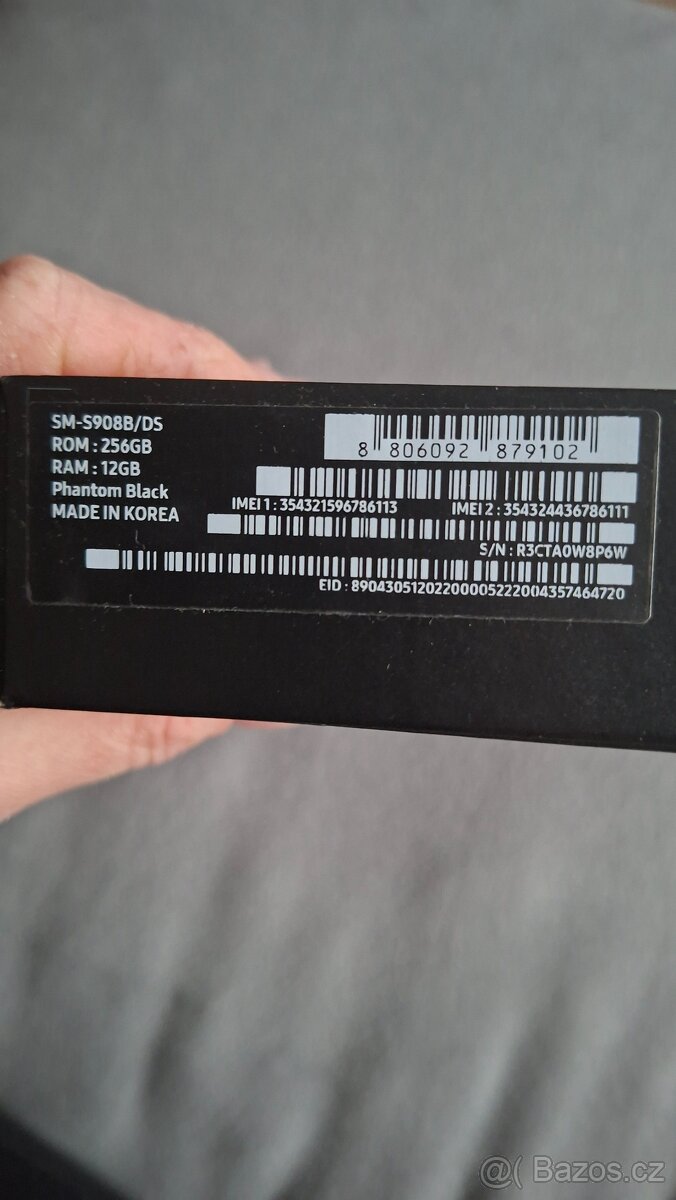 SM-S908B/DS
ROM : 256GB
RAM : 12GB
Phantom Black
MADE IN KOREA
8 806092 879102
IMEI 1 : 354321596786113
IMEI 2 : 354324436786111
S/N : R3CTA0W8P6W
EID : 89043051202200005222004357464720
@( Bazos.cz